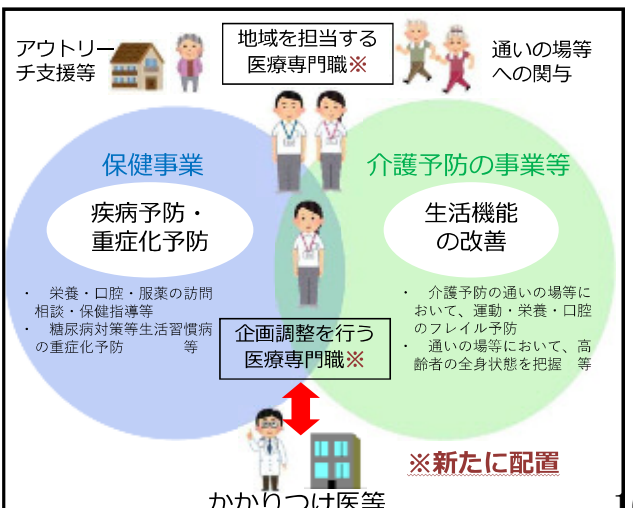 アウトリー
チ支援等
地域を担当する
医療専門職※
通いの場等
への関与
保健事業
介護予防の事業等
疾病予防・
重症化予防
生活機能
の改善
・　栄養・口腔・服薬の訪問
相談・保健指導等
・　糖尿病対策等生活習慣病
の重症化予防　　　　等
・　介護予防の通いの場等に
おいて、運動・栄養・口腔
のフレイル予防
・　通いの場等において、高
齢者の全身状態を把握　等
企画調整を行う
医療専門職※
※新たに配置
かかりつけ医等